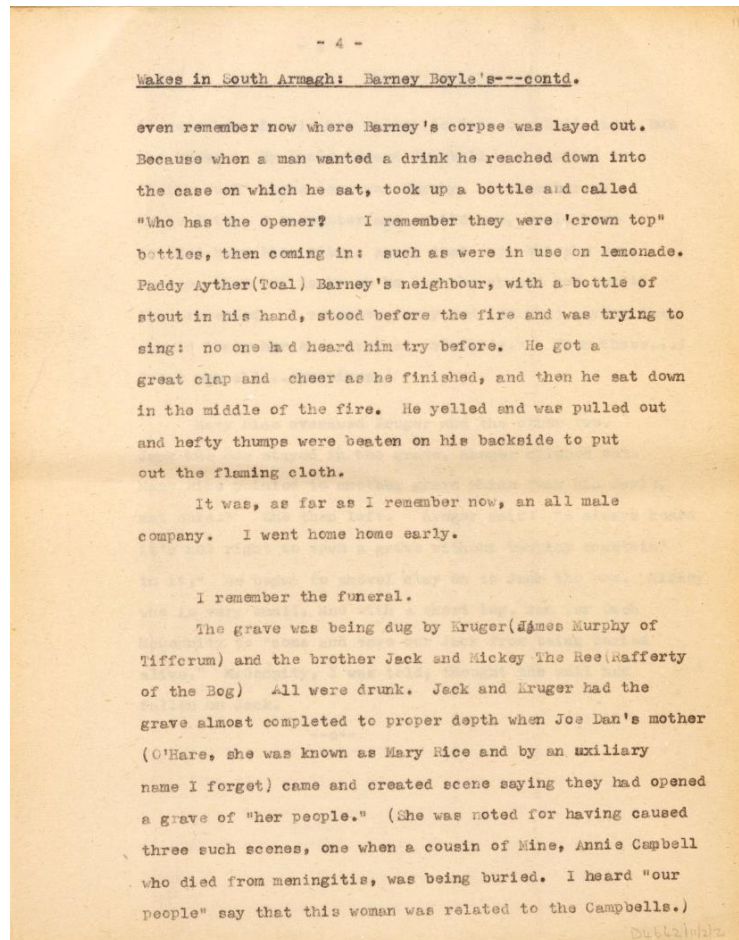 - 4 -
Wakes in South Armagh: Barney Boyle's---contd.
even remember now where Barney's corpse was layed out.
Because when a man wanted a drink he reached down into
the case on which he sat, took up a bottle and called
"Who has the opener? I remember they were 'crown top"
bottles, then coming in: such as were in use on lemonade.
Paddy Ayther(Toal) Barney's neighbour, with a bottle of
stout in his hand, stood before the fire and was trying to
sing: no one had heard him try before. He got a
great clap and cheer as he finished, and then he sat down
in the middle of the fire. He yelled and was pulled out
and hefty thumps were beaten on his backside to put
out the flaming cloth.
It was, as far as I remember now, an all male
company. I went home home early.
I remember the funeral.
The grave was being dug by Kruger(James Murphy of
Tiffcrum) and the brother Jack and Mickey The Ree(Rafferty
of the Bog) All were drunk. Jack and Kruger had the
grave almost completed to proper depth when Joe Dan's mother
(O'Hare, she was known as Mary Rice and by an uxiliary
name I forget) came and created scene saying they had opened
a grave of "her people." (She was noted for having caused
three such scenes, one when a cousin of Mine, Annie Campbell
who died from meningitis, was being buried. I heard "our
people" say that this woman was related to the Campbells.)
D4642/11/2/2